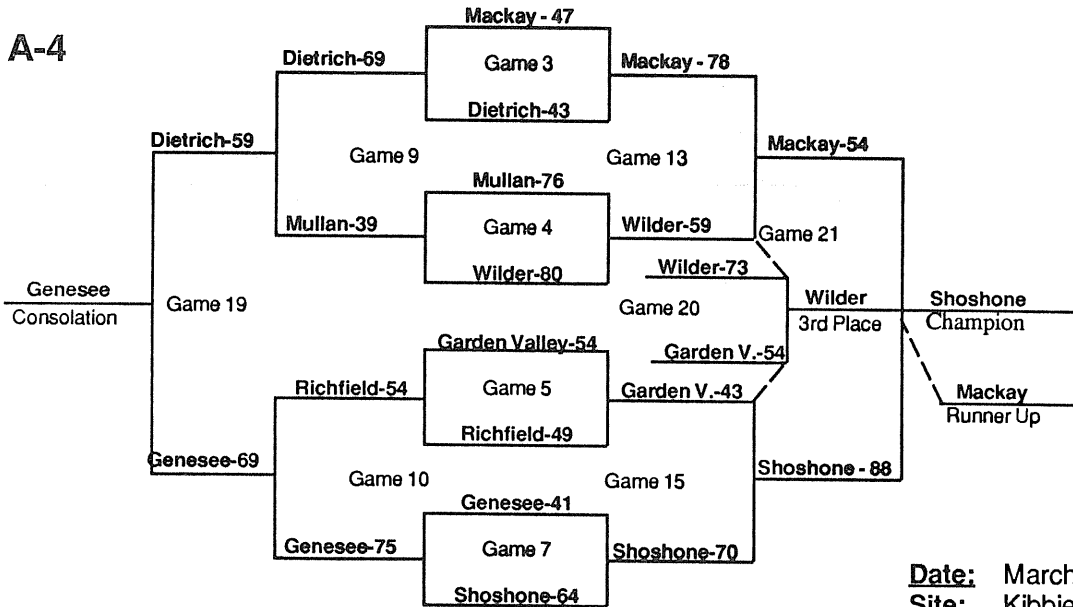 A-4
Mackay - 47
Dietrich-69
Game 3
Mackay - 78
Dietrich-43
Dietrich-59
Game 9
Game 13
Mackay-54
Mullan-76
Mullan-39
Game 4
Wilder-59
Game 21
Wilder-80
Wilder-73
Genesee
Consolation
Game 19
Game 20
Wilder
3rd Place
Shoshone
Champion
Garden Valley-54
Garden V.-54
Richfield-54
Game 5
Garden V.-43
Mackay
Runner Up
Richfield-49
Genesee-69
Game 10
Game 15
Shoshone - 88
Genesee-41
Genesee-75
Game 7
Shoshone-70
Shoshone-64
Date: March
Site: Kibbie